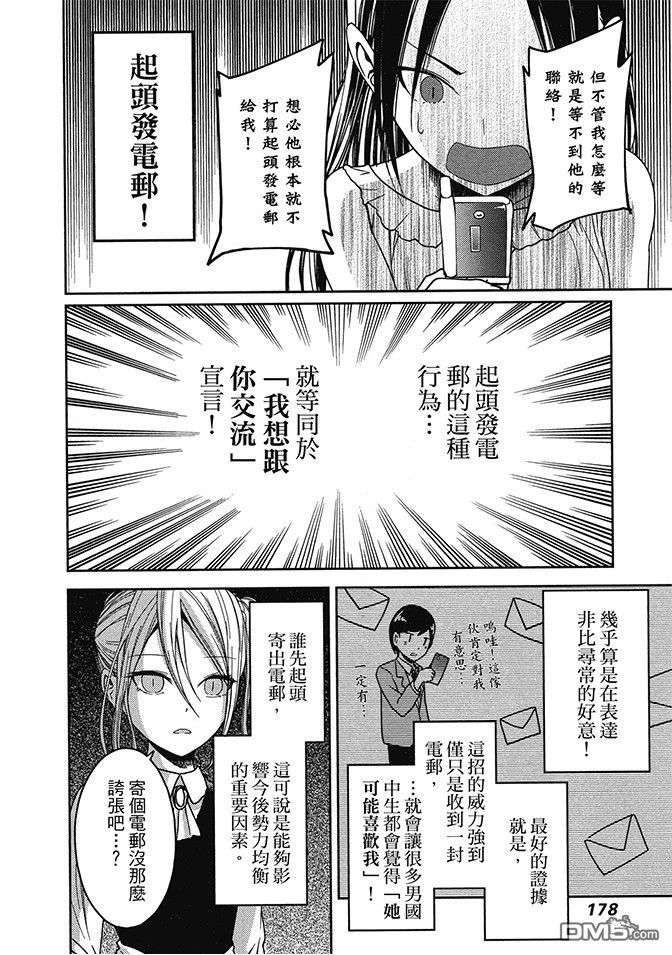 但不管我怎麼等
就是等不到他的
聯絡！
想必他根本就不
打算起頭發電郵
給我！
起頭發電郵！
起頭發電
郵的這種
行為…
就等同於
「我想跟
你交流」
宣言！
幾乎算是在表達
非比尋常的好意！
嗚哇！這傢
伙肯定對我
有意思…
一定有…
最好的證據
就是，
這招的威力強到
僅只是收到一封
電郵，
…就會讓很多男國
中生都會覺得「她
可能喜歡我」！
誰先起頭
寄出電郵，
這可說是能夠影
響今後勢力均衡
的重要因素。
寄個電郵沒那麼
誇張吧…？
178
DM5.com